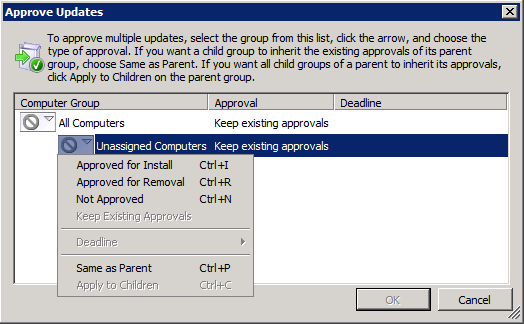 Approve Updates
To approve multiple updates, select the group from this list, click the arrow, and choose the
type of approval. If you want a child group to inherit the existing approvals of its parent
group, choose Same as Parent. If you want all child groups of a parent to inherit its approvals,
click Apply to Children on the parent group.
Computer Group Approval Deadline
All Computers Keep existing approvals
Unassigned Computers Keep existing approvals
Approved for Install Ctrl+I
Approved for Removal Ctrl+R
Not Approved Ctrl+N
Keep Existing Approvals
Deadline
Same as Parent Ctrl+P
Apply to Children Ctrl+C
OK Cancel